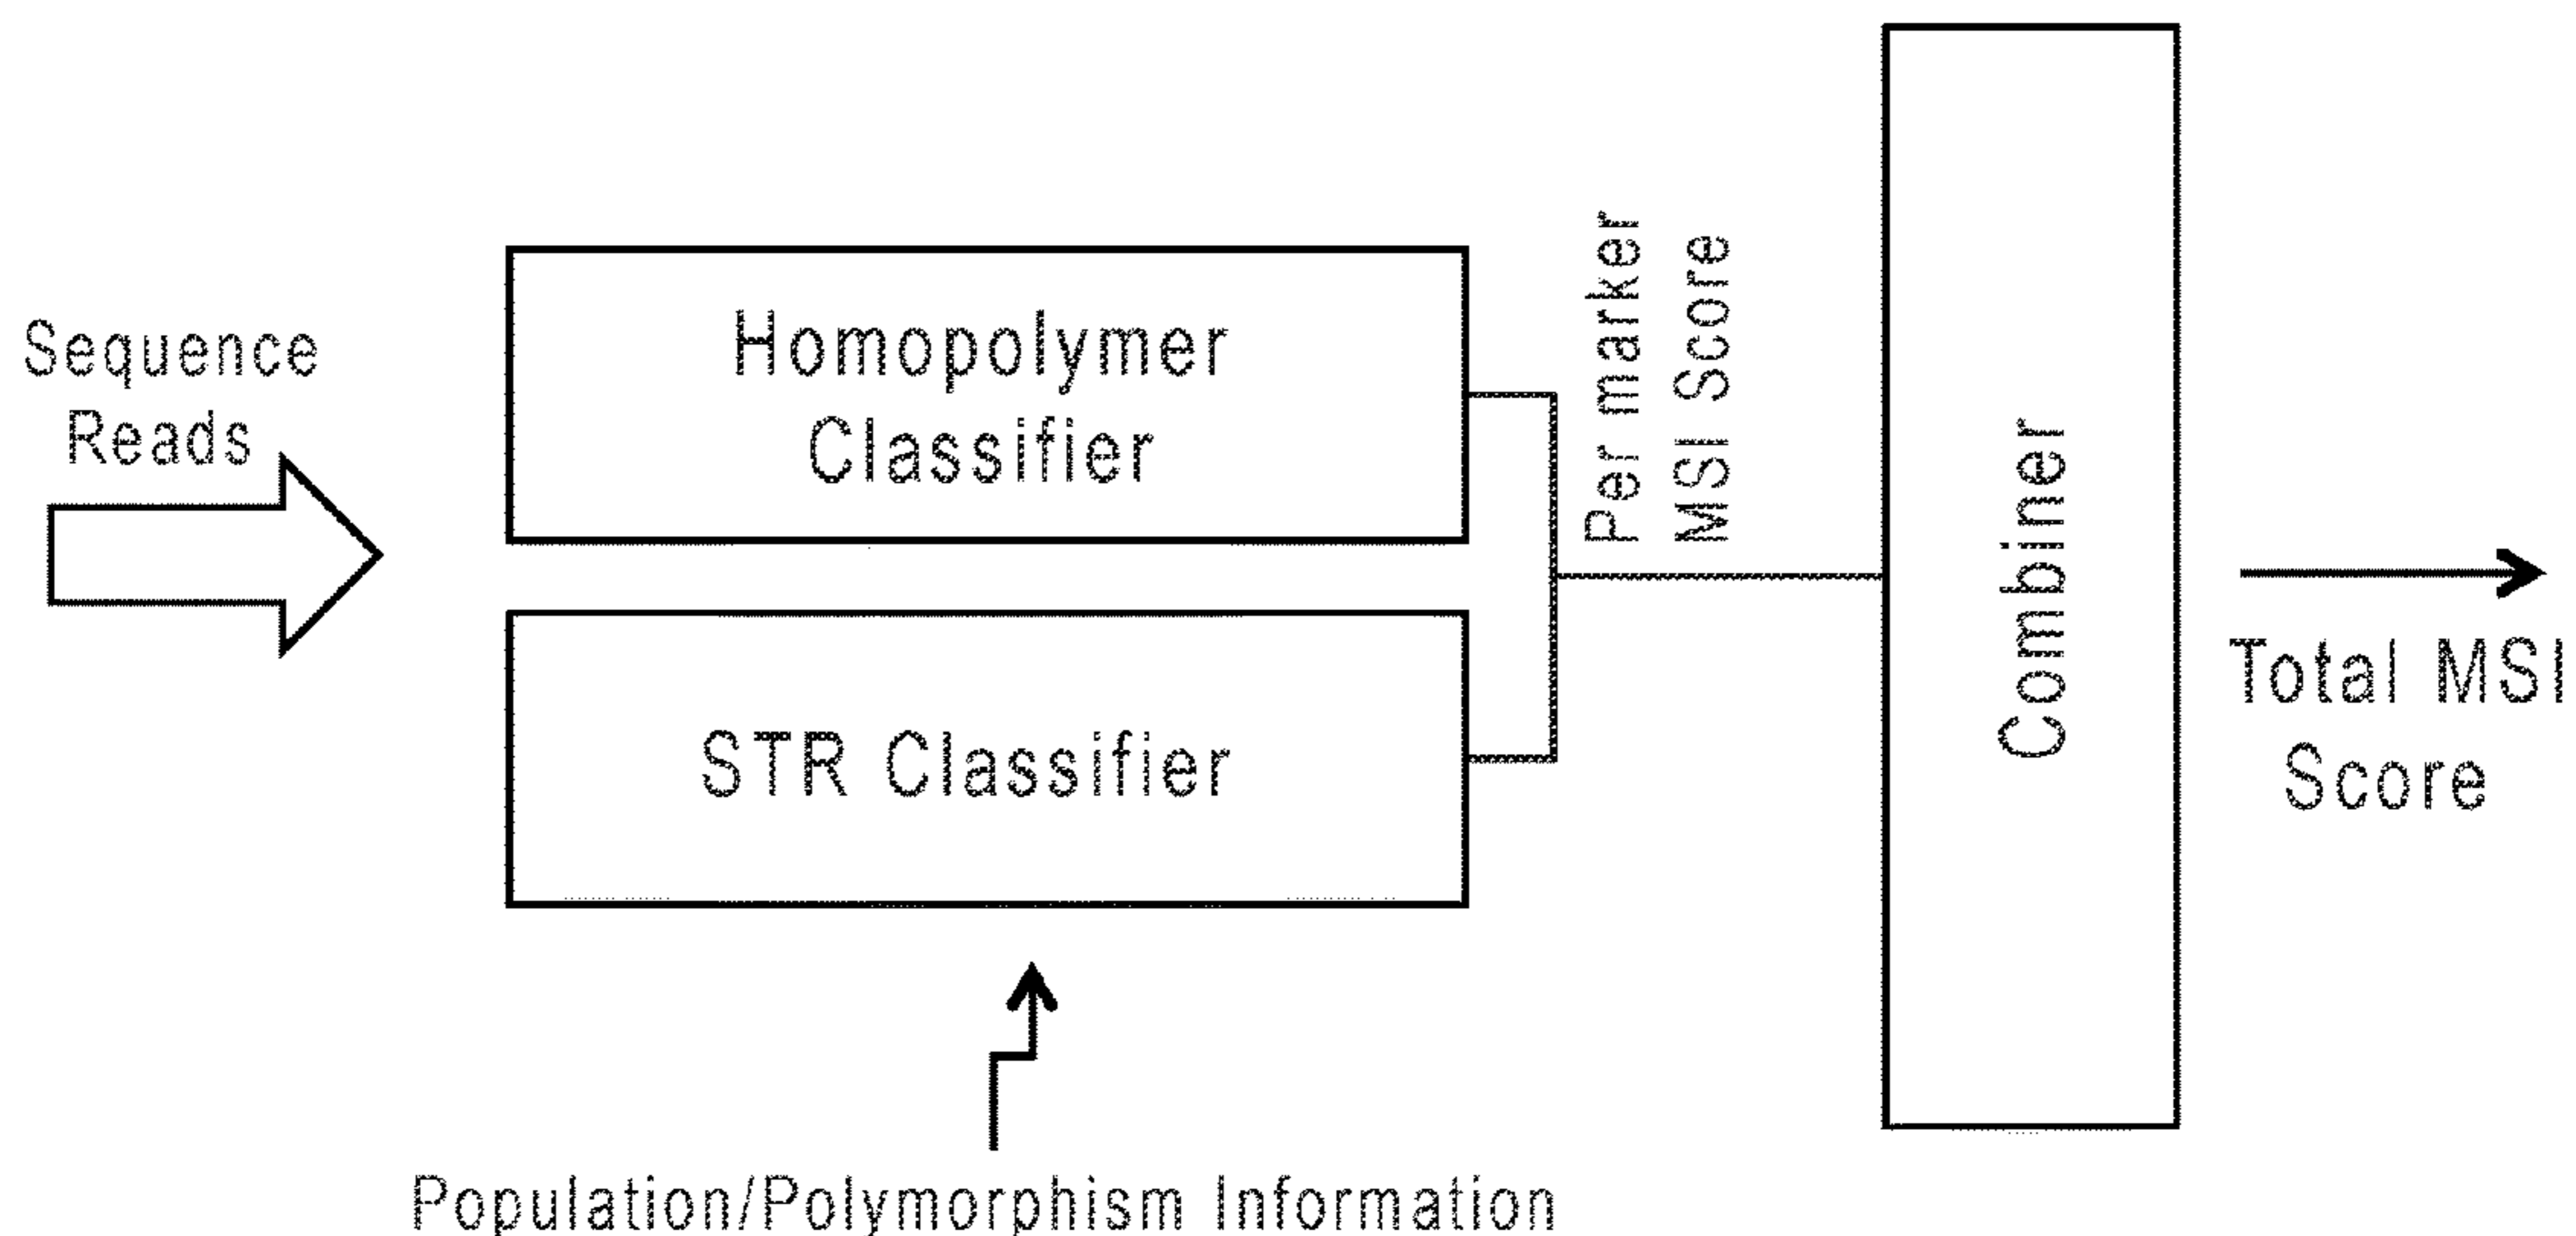 Sequence
Reads
Homopolymer
Classifier
STR Classifier
Population/Polymorphism Information
Per marker
MSI Score
Combiner
Total MSI
Score